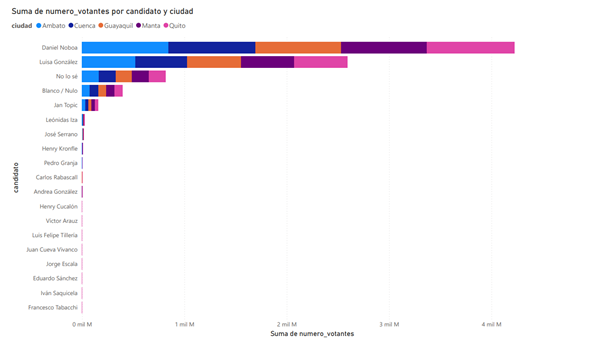 Suma de numero_votantes por candidato y ciudad
ciudad Ambato Cuenca Guayaquil Manta Quito
Daniel Noboa
Luisa González
No lo sé
Blanco / Nulo
Jan Topic
Leónidas Iza
José Serrano
Henry Kronfle
Pedro Granja
Carlos Rabascall
Andrea González
Henry Cucalón
Víctor Arauz
Luis Felipe Tilleria
Juan Cueva Vivanco
Jorge Escala
Eduardo Sánchez
Iván Saquicela
Francesco Tabacchi
candidato
0 mil M 1 mil M 2 mil M 3 mil M 4 mil M
Suma de numero_votantes